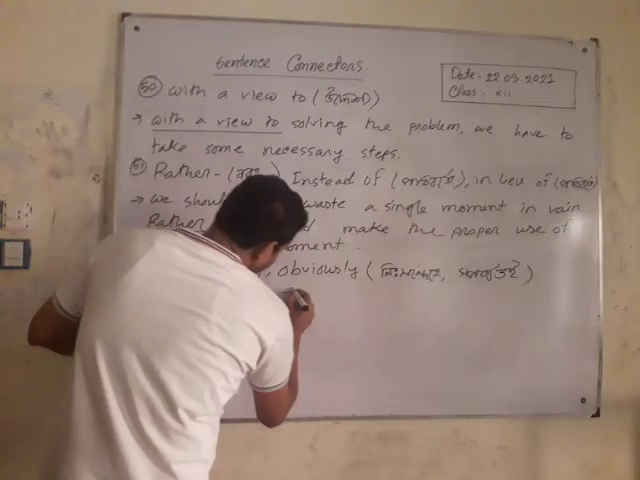 Sentence Connectors
Date: 22.03.2021
Class: xii
50 with a view to (উদ্দেশ্যে)
→ with a view to solving the problem, we have to
take some necessary steps.
51 Rather - (বরং) Instead of (পরিবর্তে), in lieu of (পরিবর্তে)
→ we should waste a single moment in vain
Rather make the proper use of
moment.
, obviously (নিঃসন্দেহে,